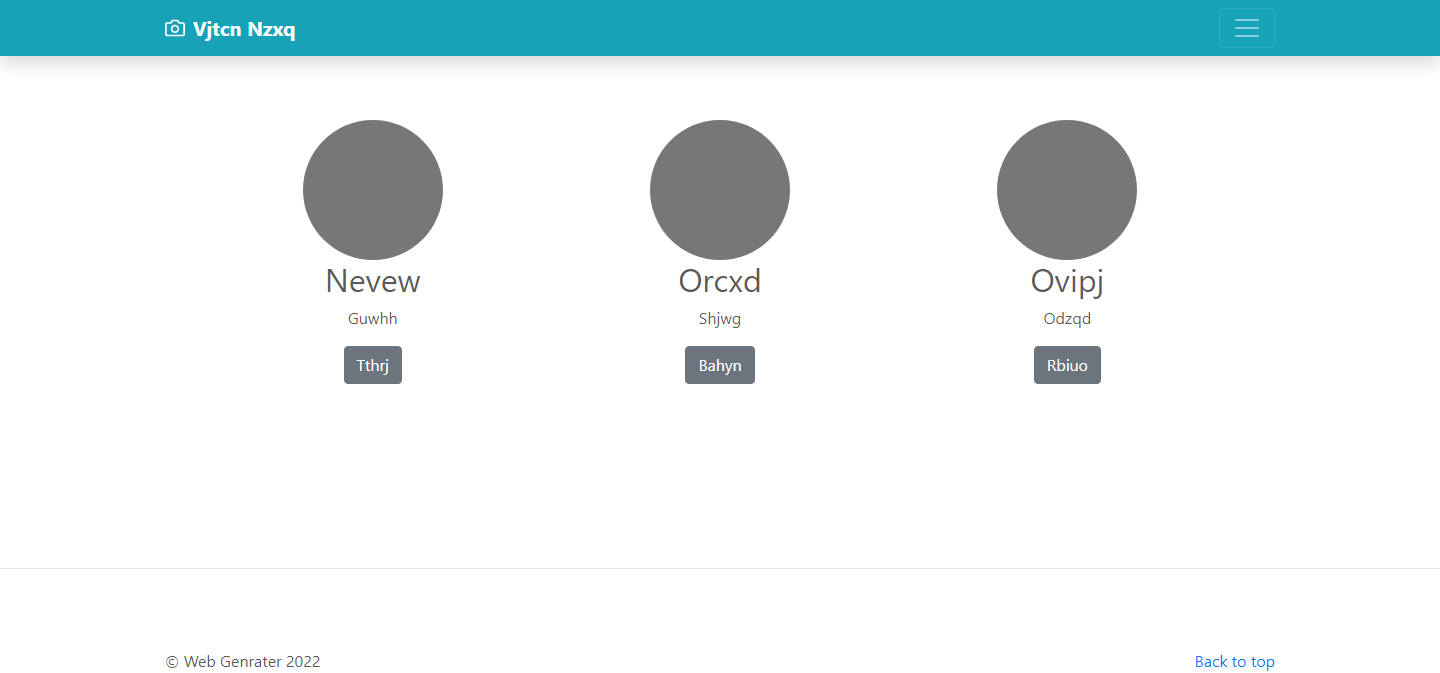 Vjtcn Nzxq
Nevew
Guwhh
Tthrj
Orcxd
Shjwg
Bahyn
Ovipj
Odzqd
Rbiuo
© Web Genrater 2022
Back to top